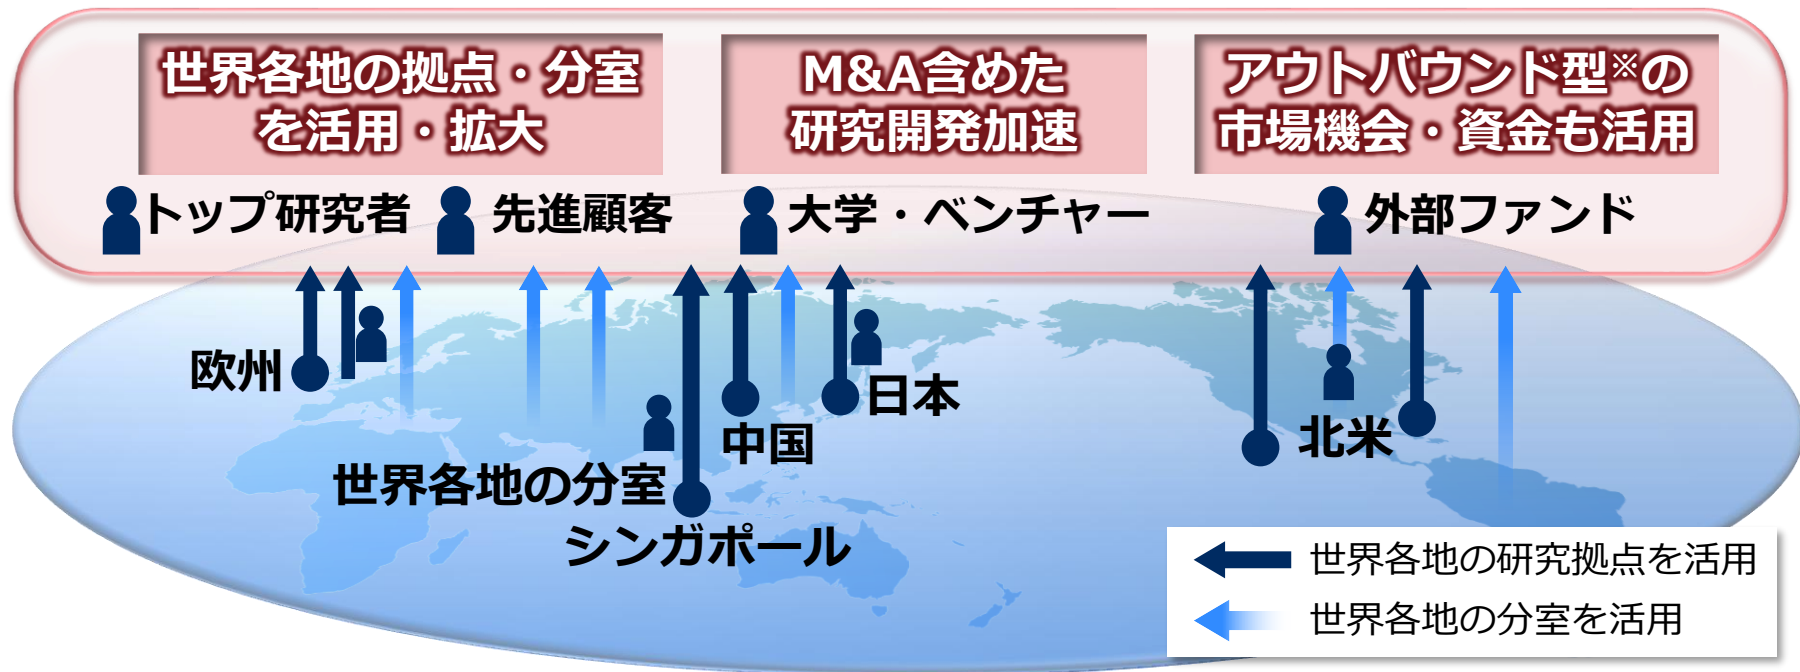 世界各地の拠点・分室
を活用・拡大
M&A含めた
研究開発加速
アウトバウンド型※の
市場機会・資金も活用
トップ研究者
先進顧客
大学・ベンチャー
外部ファンド
欧州
日本
中国
北米
世界各地の分室
シンガポール
世界各地の研究拠点を活用
世界各地の分室を活用